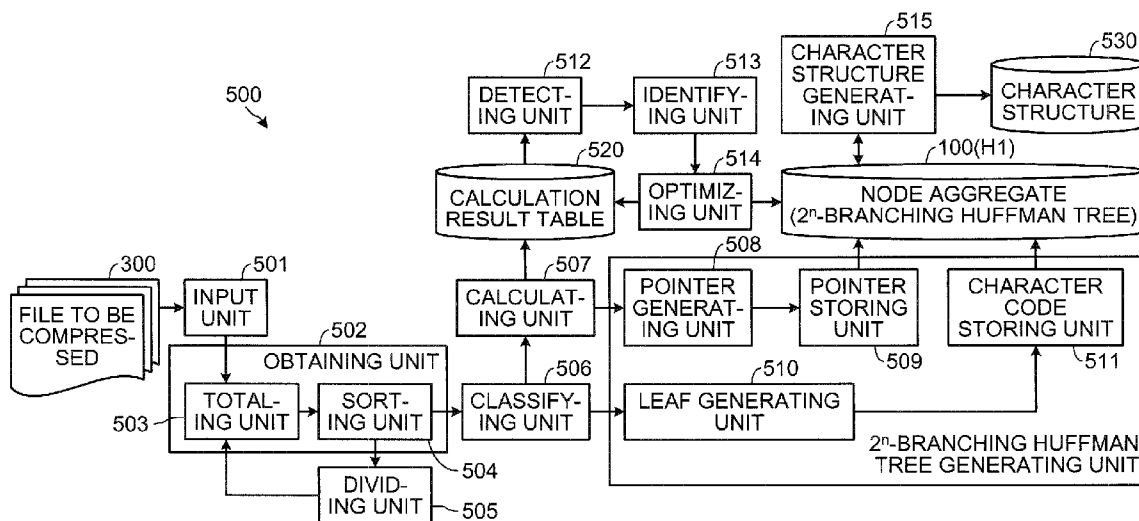 500
300
FILE TO BE
COMPRES-
SED
501
INPUT
UNIT
502
OBTAINING UNIT
503
TOTAL-
ING UNIT
SORT-
ING UNIT
504
DIVID-
ING UNIT
505
506
CLASSIFY-
ING UNIT
507
CALCULAT-
ING UNIT
520
CALCULATION
RESULT TABLE
512
DETECT-
ING UNIT
513
IDENTIFY-
ING UNIT
514
OPTIMIZ-
ING UNIT
515
CHARACTER
STRUCTURE
GENERAT-
ING UNIT
530
CHARACTER
STRUCTURE
100(H1)
NODE AGGREGATE
(2ⁿ-BRANCHING HUFFMAN TREE)
508
POINTER
GENERAT-
ING UNIT
POINTER
STORING
UNIT
509
CHARACTER
CODE
STORING UNIT
511
510
LEAF GENERATING
UNIT
2ⁿ-BRANCHING HUFFMAN
TREE GENERATING UNIT